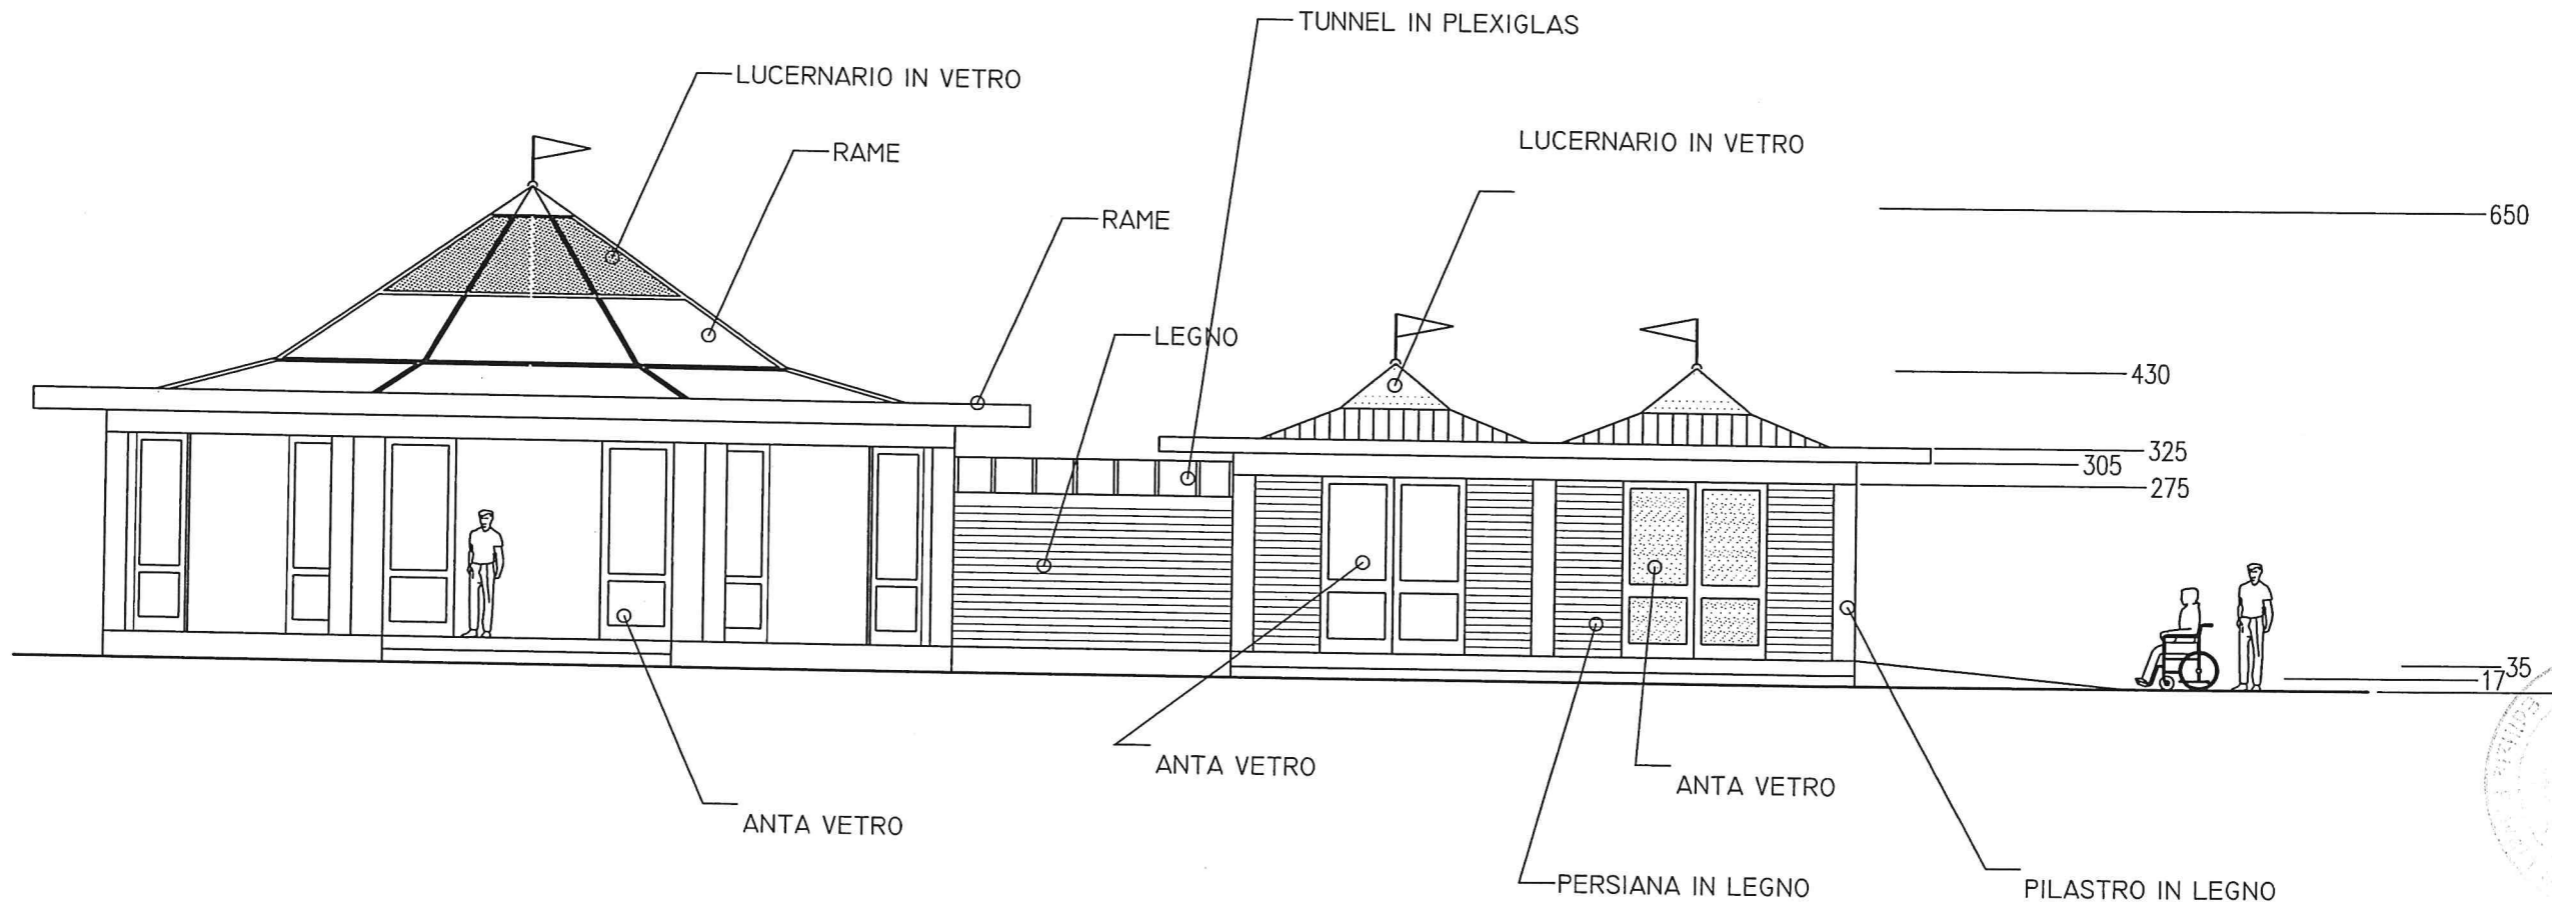 TUNNEL IN PLEXIGLAS
LUCERNARIO IN VETRO
LUCERNARIO IN VETRO
RAME
RAME
650
LEGNO
430
325
305
275
35
17
ANTA VETRO
ANTA VETRO
ANTA VETRO
PERSIANA IN LEGNO
PILASTRO IN LEGNO